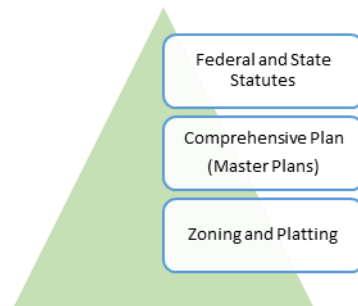 Federal and State
Statutes
Comprehensive Plan
(Master Plans)
Zoning and Platting